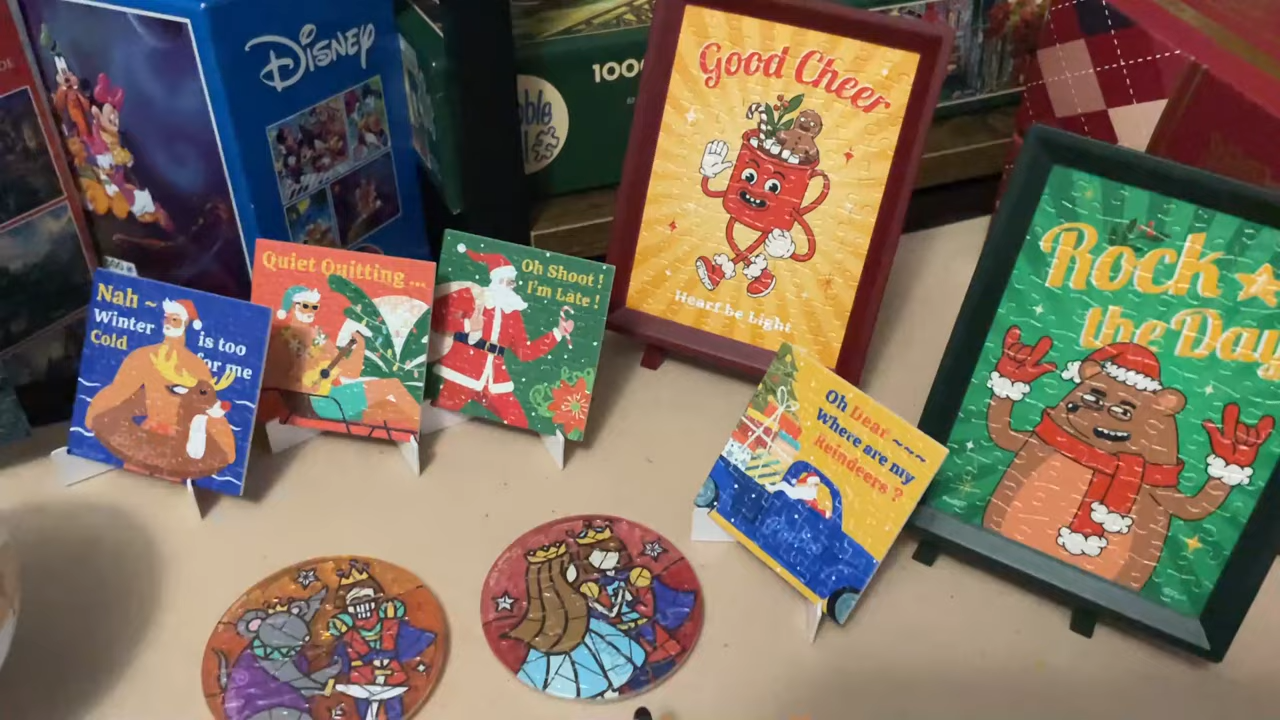 Disney
100
Good Cheer
Heart be Light
Rock
the Day
Nah ~
Winter
Cold
is too
for me
Quiet Quitting ...
Oh Shoot !
I'm Late !
Oh Dear ~~~
Where are my
Reindeers ?